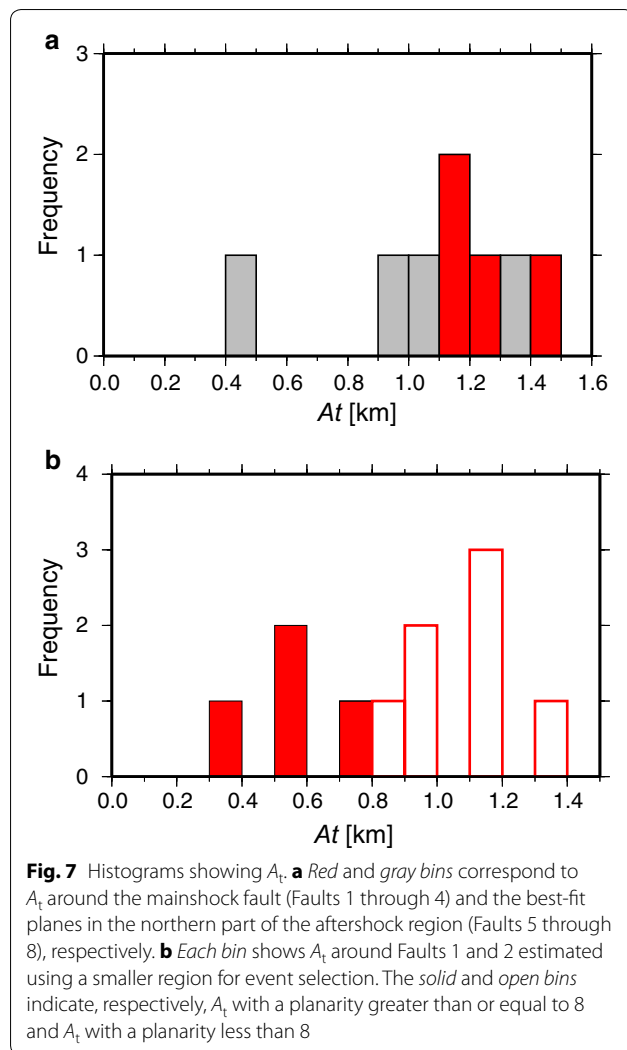 a
3
2
1
0
Frequency
0.0 0.2 0.4 0.6 0.8 1.0 1.2 1.4 1.6
At [km]
b
4
3
2
1
0
Frequency
0.0 0.2 0.4 0.6 0.8 1.0 1.2 1.4
At [km]
Fig. 7 Histograms showing At. a Red and gray bins correspond to
At around the mainshock fault (Faults 1 through 4) and the best-fit
planes in the northern part of the aftershock region (Faults 5 through
8), respectively. b Each bin shows At around Faults 1 and 2 estimated
using a smaller region for event selection. The solid and open bins
indicate, respectively, At with a planarity greater than or equal to 8
and At with a planarity less than 8